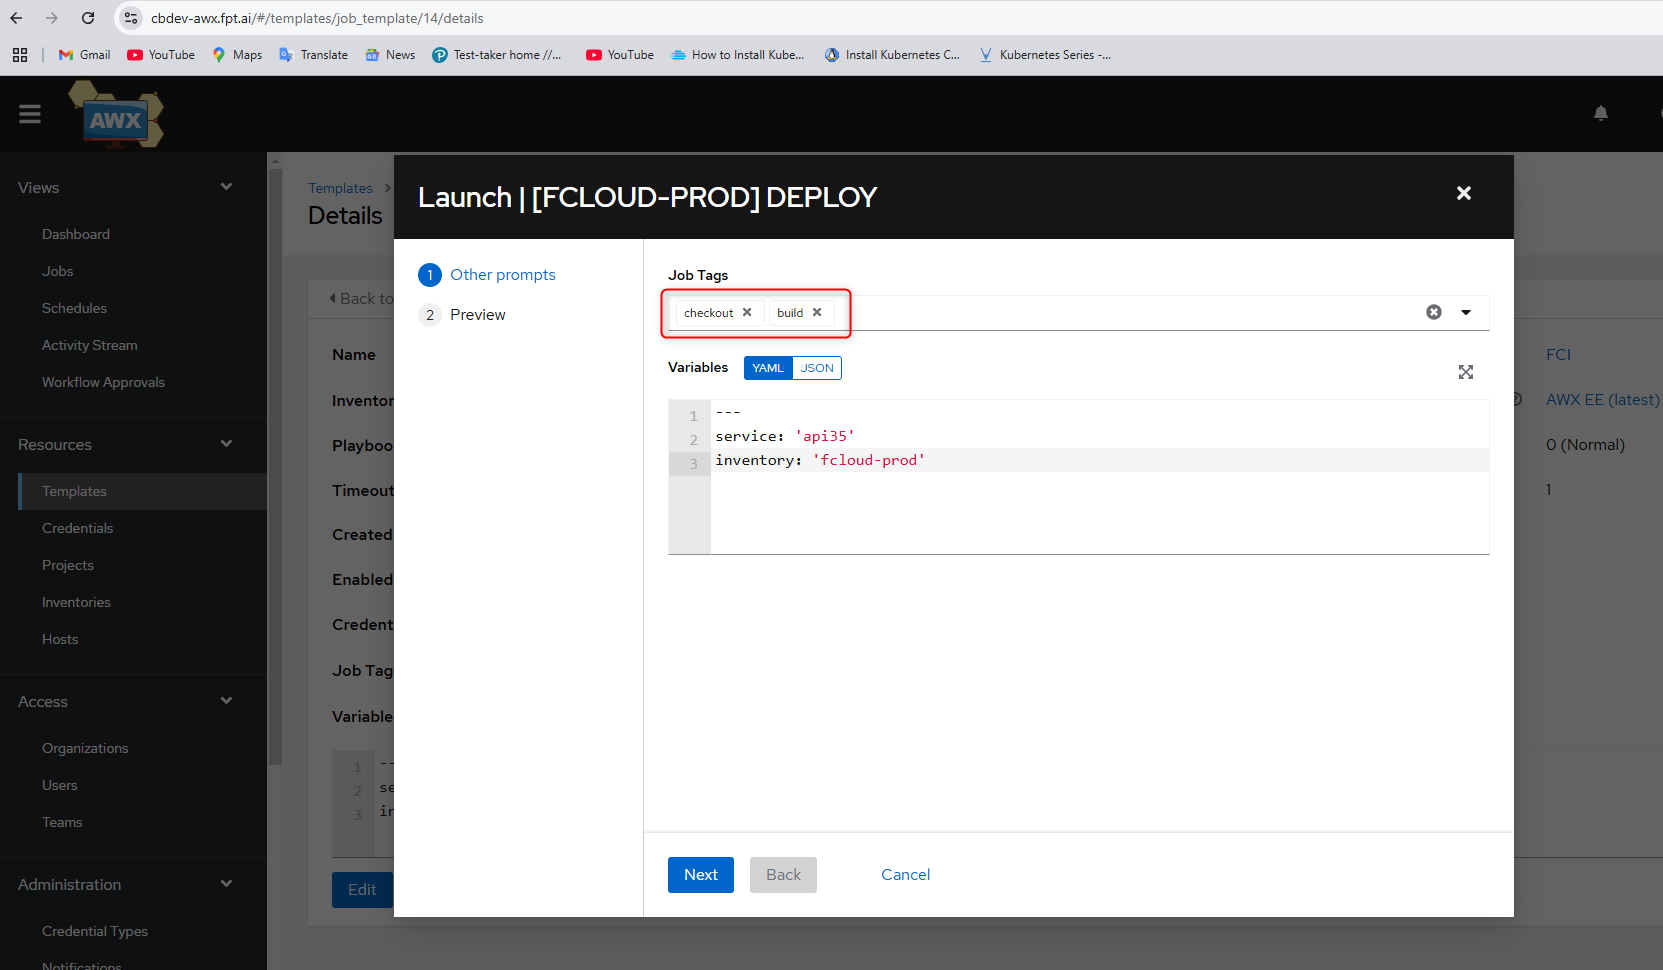 cbdev-awx.fpt.ai/#/templates/job_template/14/details
Gmail
YouTube
Maps
Translate
News
Test-taker home //...
YouTube
How to Install Kube...
Install Kubernetes C...
Kubernetes Series -...
AWX
Views
Dashboard
Jobs
Schedules
Activity Stream
Workflow Approvals
Resources
Templates
Credentials
Projects
Inventories
Hosts
Access
Organizations
Users
Teams
Administration
Credential Types
Notifications
Templates
Details
Back to
Name
Inventor
Playboo
Timeout
Created
Enabled
Credent
Job Tag
Variable
1 --
2 se
3 in
Edit
Launch | [FCLOUD-PROD] DEPLOY
1 Other prompts
2 Preview
Job Tags
checkout
build
Variables
YAML JSON
1 ---
2 service: 'api35'
3 inventory: 'fcloud-prod'
Next
Back
Cancel
FCI
AWX EE (latest)
0 (Normal)
1